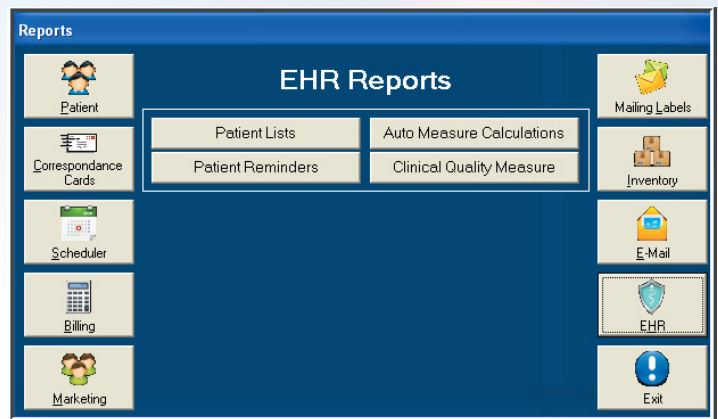 Reports
Patient
Correspondance
Cards
Scheduler
Billing
Marketing
EHR Reports
Patient Lists
Auto Measure Calculations
Patient Reminders
Clinical Quality Measure
Mailing Labels
Inventory
E-Mail
EHR
Exit